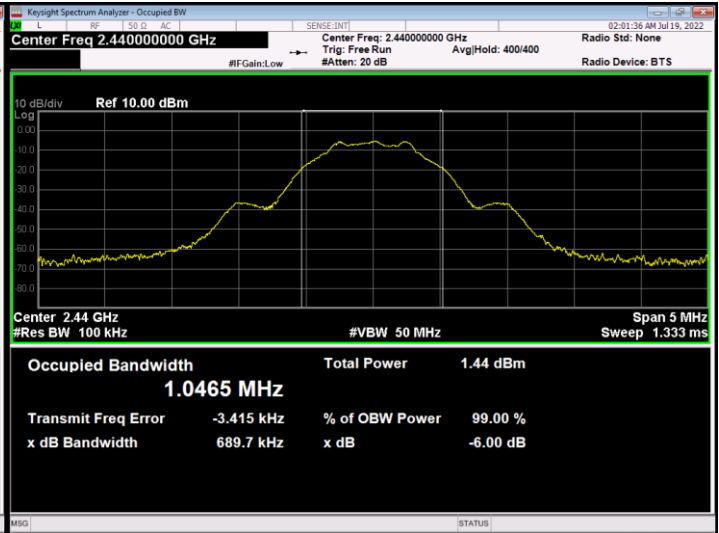 Keysight Spectrum Analyzer - Occupied BW
L RF 50 Ω AC SENSE:INT 02:01:36 AM Jul 19, 2022
Center Freq 2.440000000 GHz Center Freq: 2.440000000 GHz Radio Std: None
Trig: Free Run Avg|Hold: 400/400
#IFGain:Low #Atten: 20 dB Radio Device: BTS
10 dB/div Ref 10.00 dBm
Log
0.00
-10.0
-20.0
-30.0
-40.0
-50.0
-60.0
-70.0
-80.0
Center 2.44 GHz Span 5 MHz
#Res BW 100 kHz #VBW 50 MHz Sweep 1.333 ms
Occupied Bandwidth Total Power 1.44 dBm
1.0465 MHz
Transmit Freq Error -3.415 kHz % of OBW Power 99.00 %
x dB Bandwidth 689.7 kHz x dB -6.00 dB
MSG STATUS